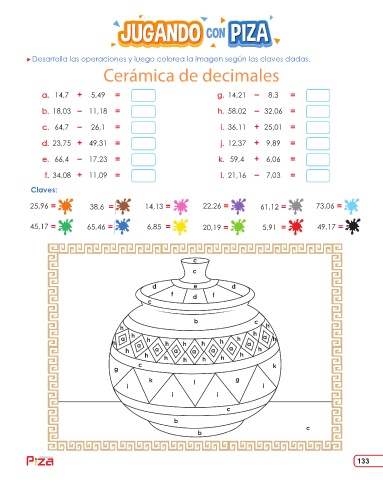 JUGANDO CON PIZA
Desarrolla las operaciones y luego colorea la imagen según las claves dadas.
Cerámica de decimales
a. 14,7 + 5,49 =
b. 18,03 – 11,18 =
c. 64,7 – 26,1 =
d. 23,75 + 49,31 =
e. 66,4 – 17,23 =
f. 34,08 + 11,09 =
g. 14,21 – 8,3 =
h. 58,02 – 32,06 =
i. 36,11 + 25,01 =
j. 12,37 + 9,89 =
k. 59,4 + 6,06 =
l. 21,16 – 7,03 =
Claves:
25,96 = 38,6 = 14,13 = 22,26 = 61,12 = 73,06 =
45,17 = 65,46 = 6,85 = 20,19 = 5,91 = 49,17 =
c
c
d e d
f d f
c
b
c
h h h h h h h h
a a a a a a a a
h h h h h h h h
g c k
i k l g i
i i
c
b
b c
Piza
133